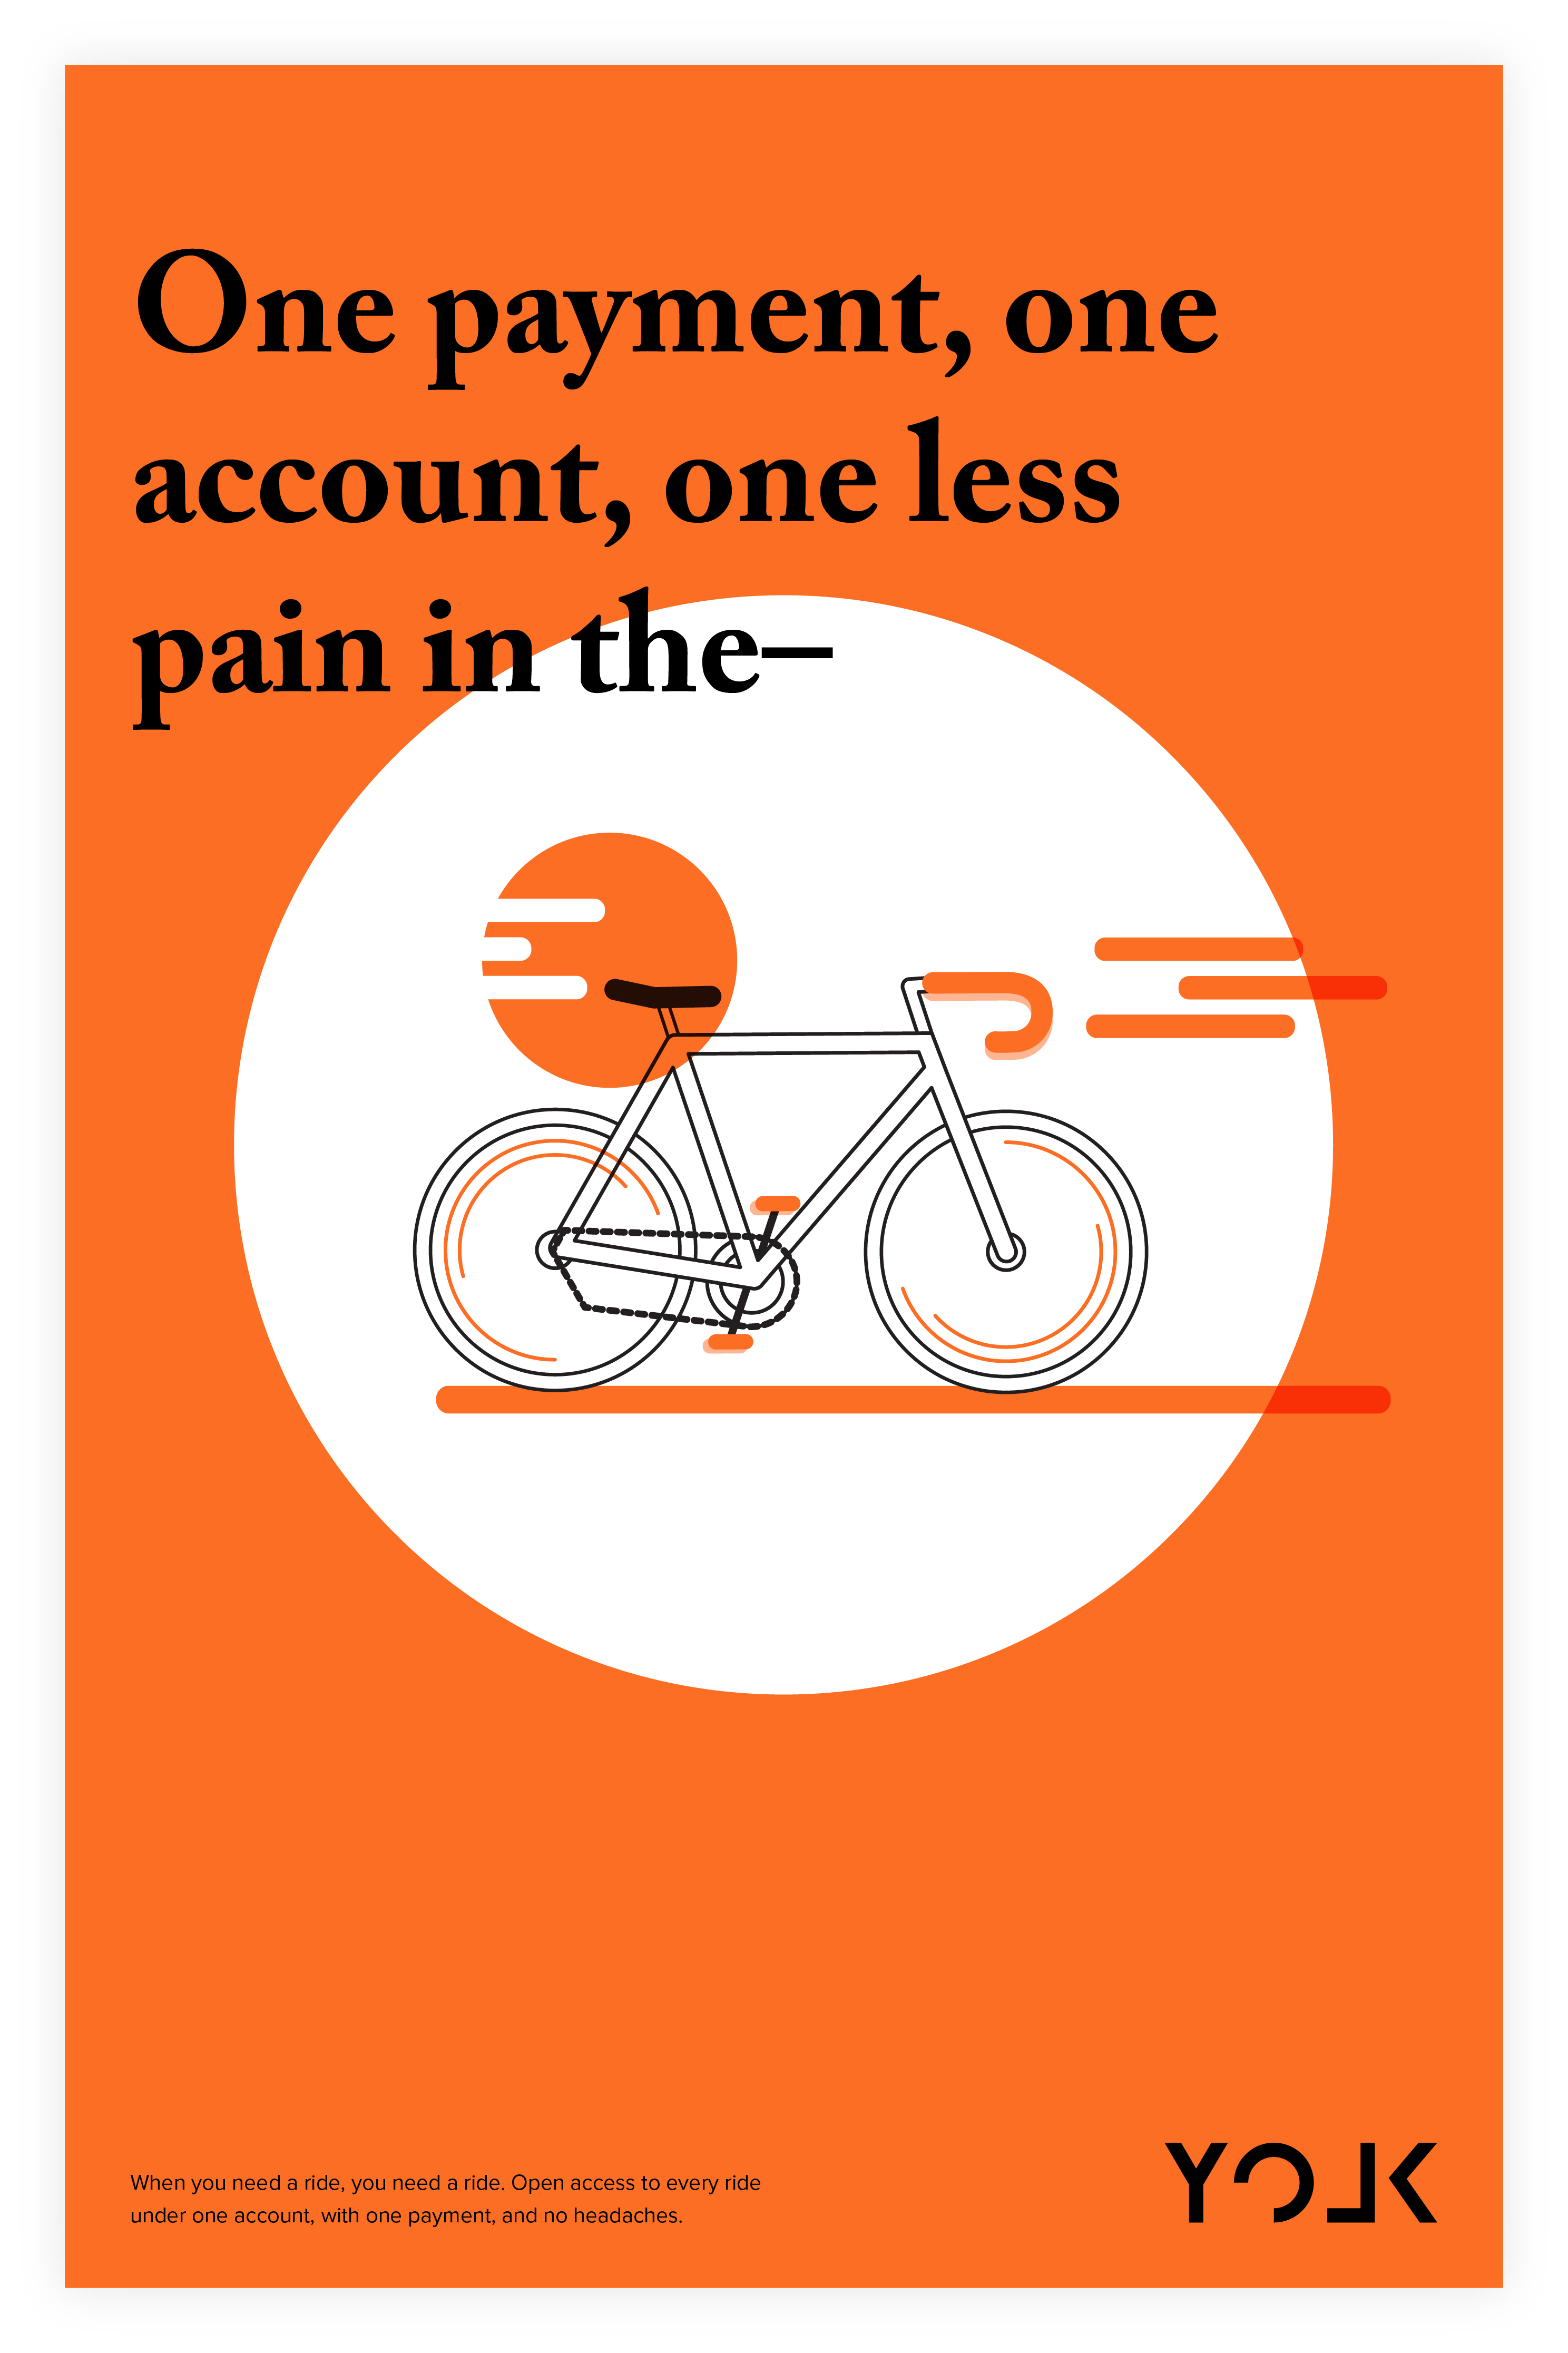 One payment, one
account, one less
pain in the—
When you need a ride, you need a ride. Open access to every ride
under one account, with one payment, and no headaches.
YOLK